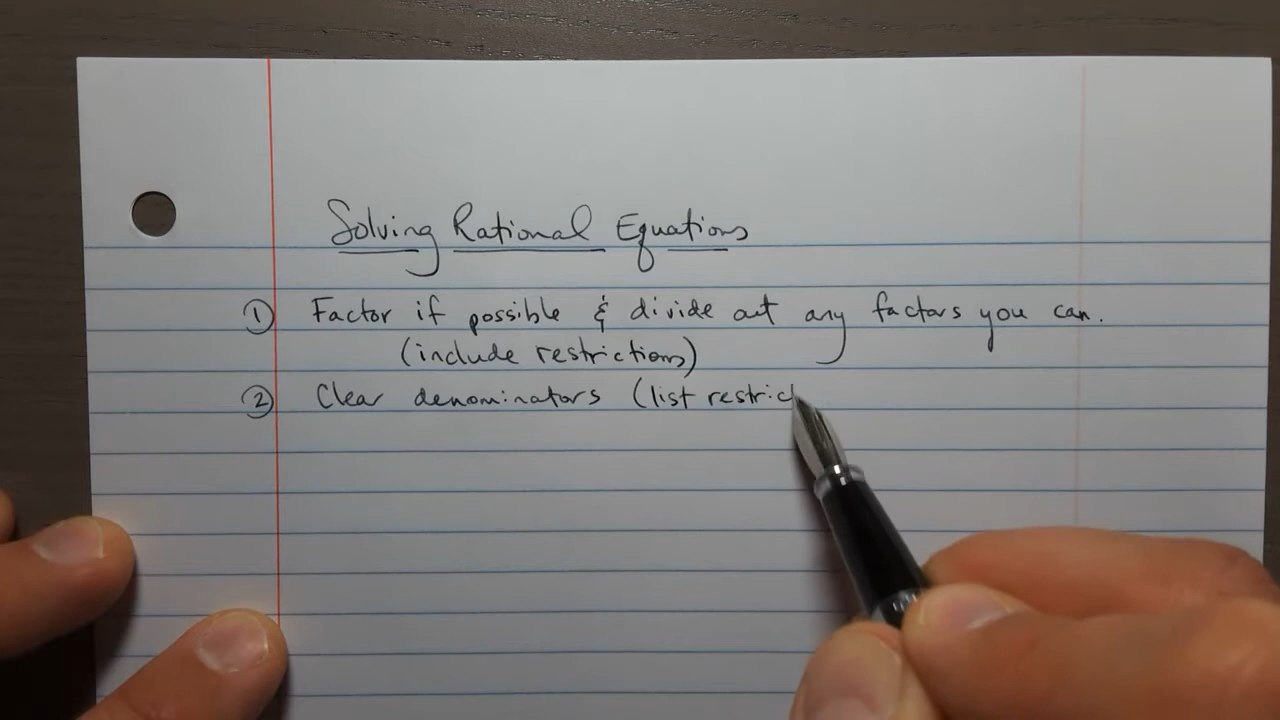 Solving Rational Equations
① Factor if possible & divide out any factors you can.
(include restrictions)
② Clear denominators (list restric